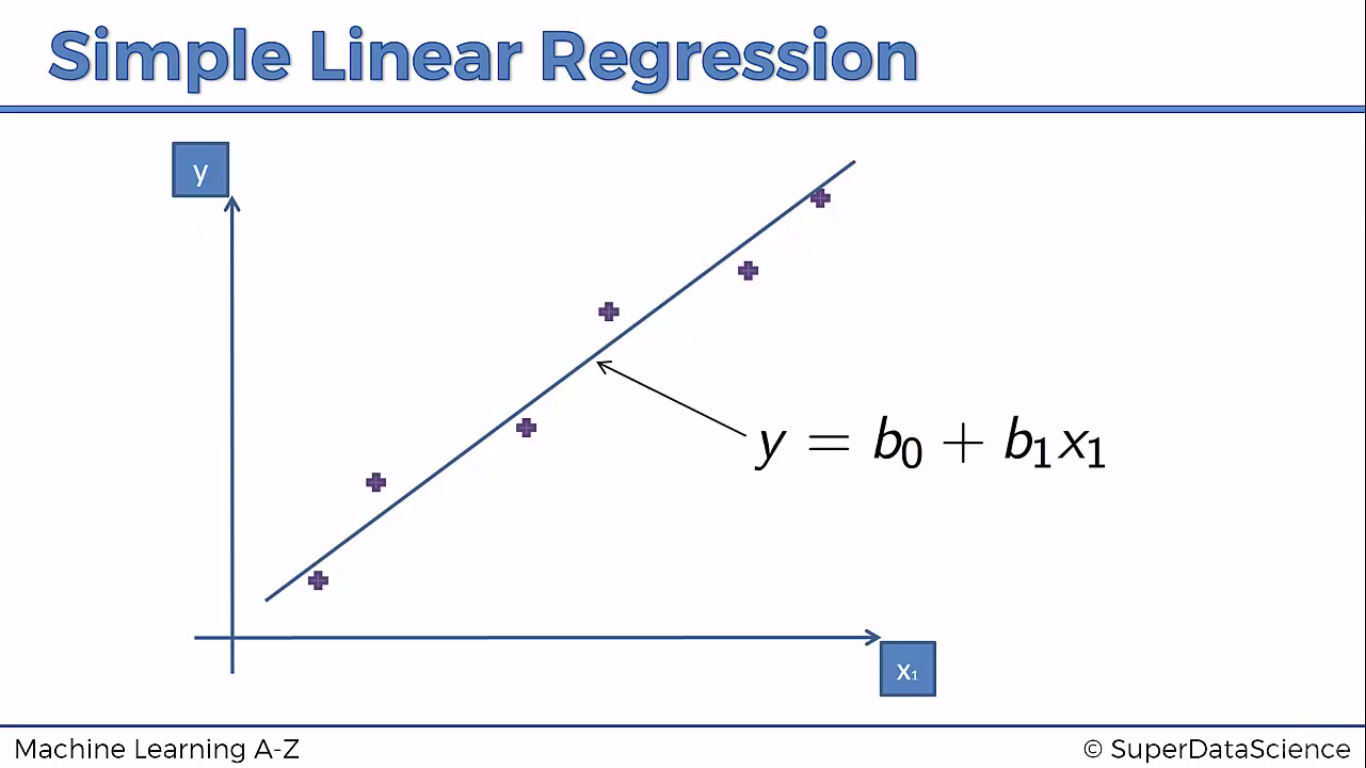 Simple Linear Regression
y
y = b₀ + b₁x₁
x₁
Machine Learning A-Z
© SuperDataScience